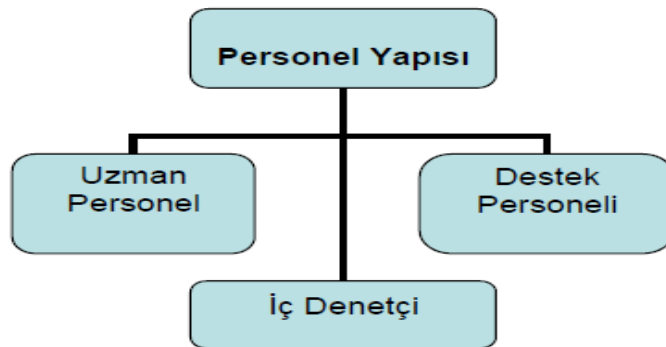 Personel Yapısı
Uzman
Personel
Destek
Personeli
İç Denetçi